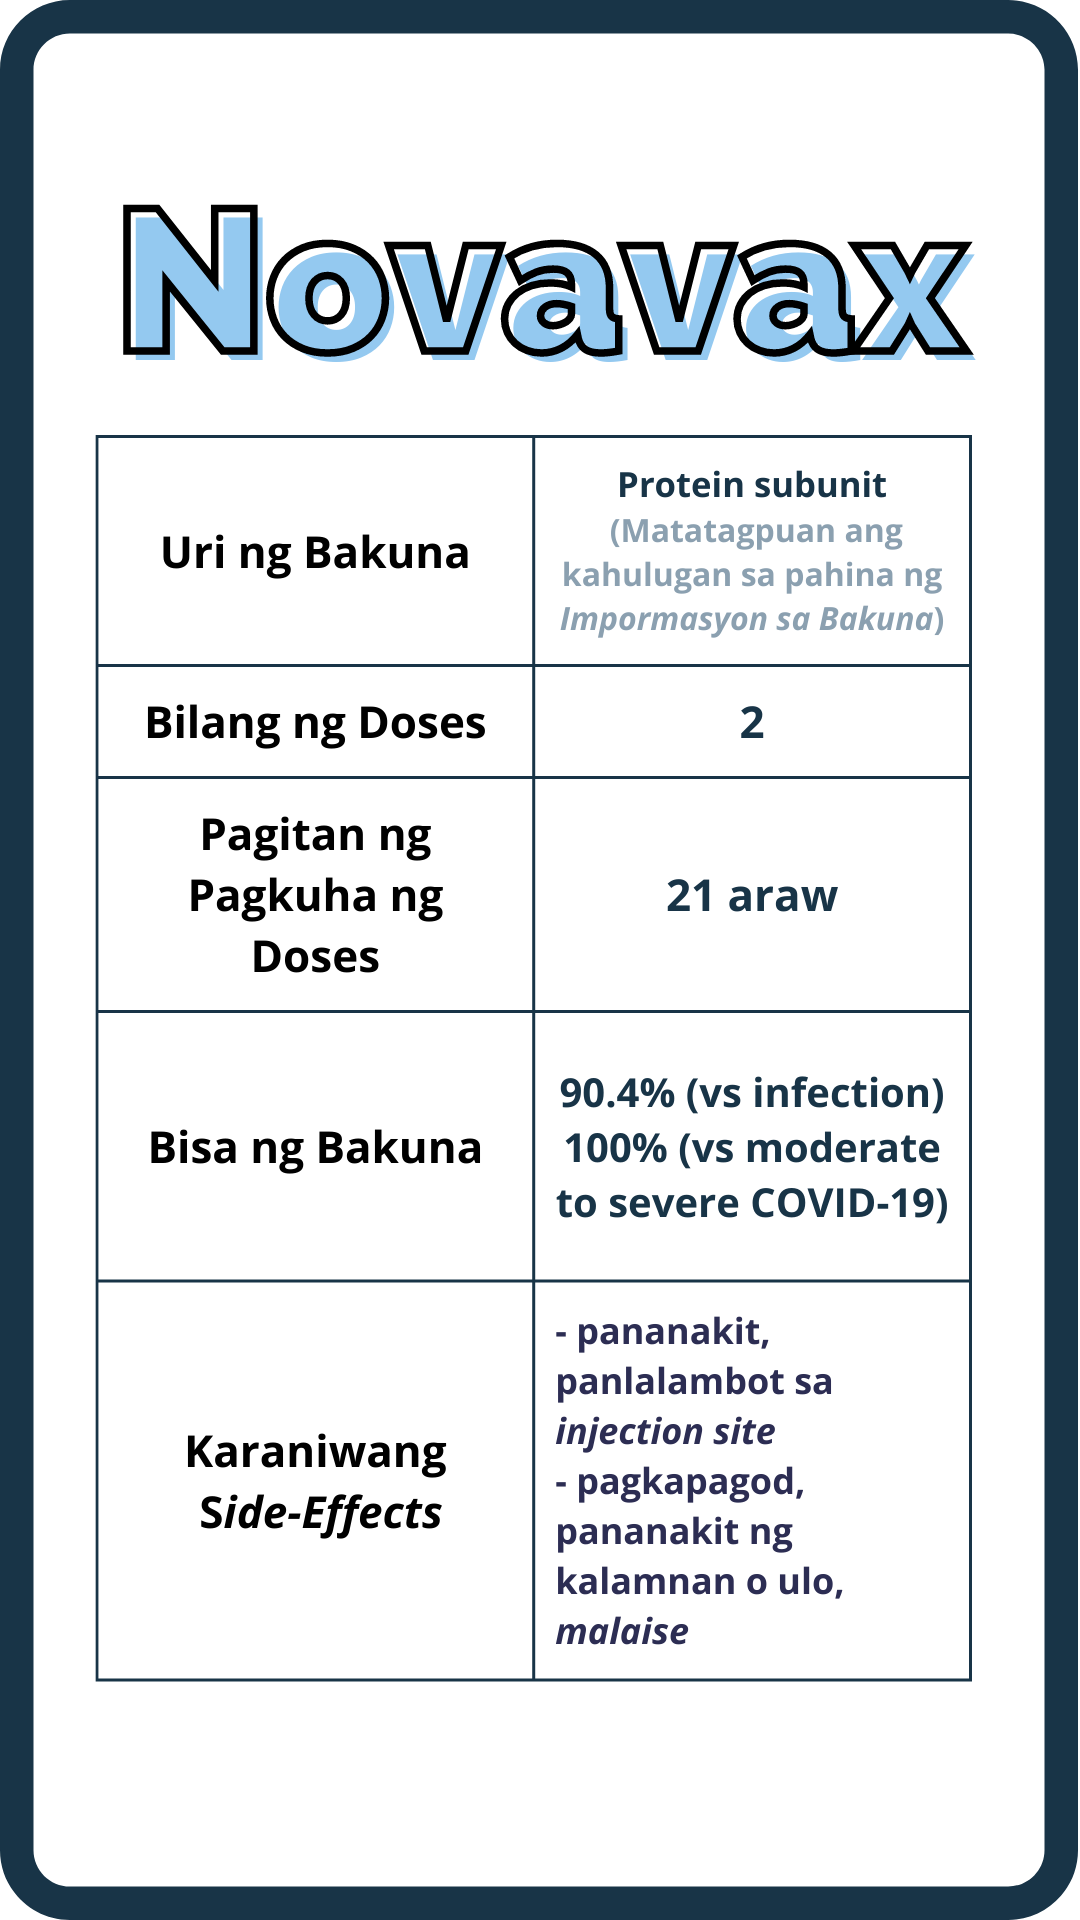 Novavax
Uri ng Bakuna
Protein subunit
(Matatagpuan ang
kahulugan sa pahina ng
Impormasyon sa Bakuna)
Bilang ng Doses
2
Pagitan ng
Pagkuha ng
Doses
21 araw
Bisa ng Bakuna
90.4% (vs infection)
100% (vs moderate
to severe COVID-19)
Karaniwang
Side-Effects
- pananakit,
panlalambot sa
injection site
- pagkapagod,
pananakit ng
kalamnan o ulo,
malaise